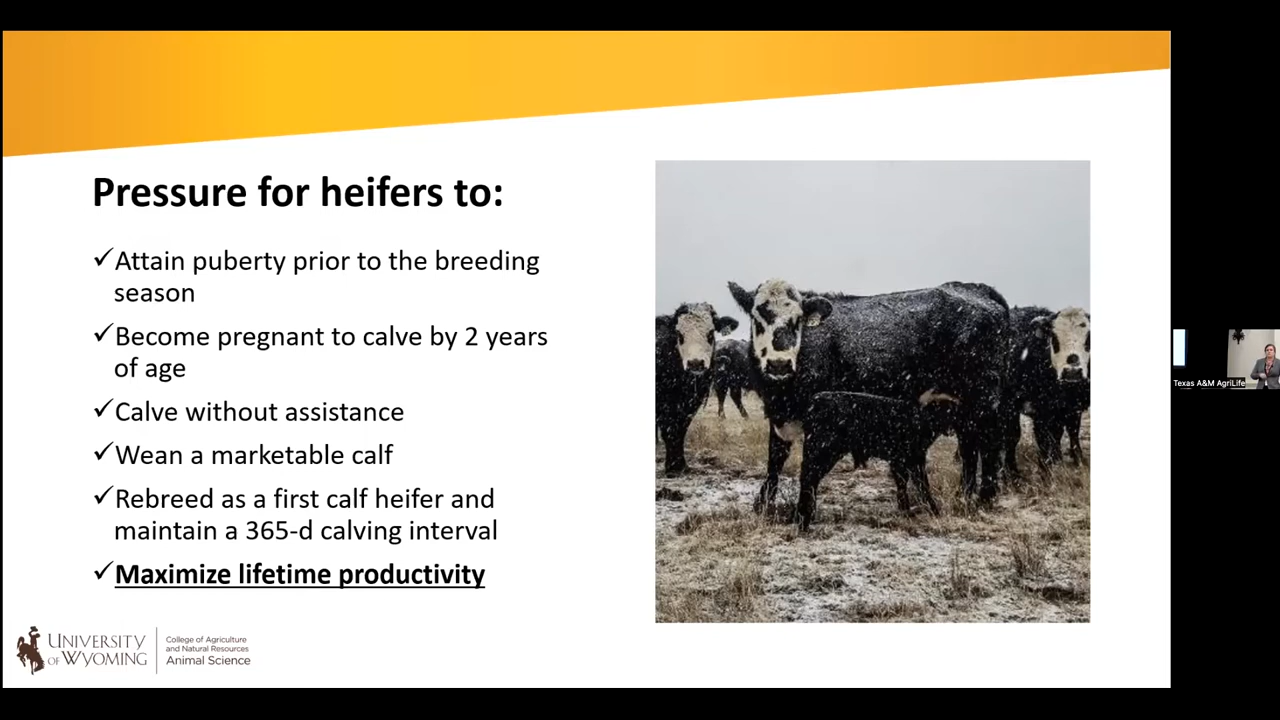 Pressure for heifers to:
✓Attain puberty prior to the breeding
season
✓Become pregnant to calve by 2 years
of age
✓Calve without assistance
✓Wean a marketable calf
✓Rebreed as a first calf heifer and
maintain a 365-d calving interval
✓Maximize lifetime productivity
UNIVERSITY
OF WYOMING
College of Agriculture
and Natural Resources
Animal Science
Texas A&M AgriLife